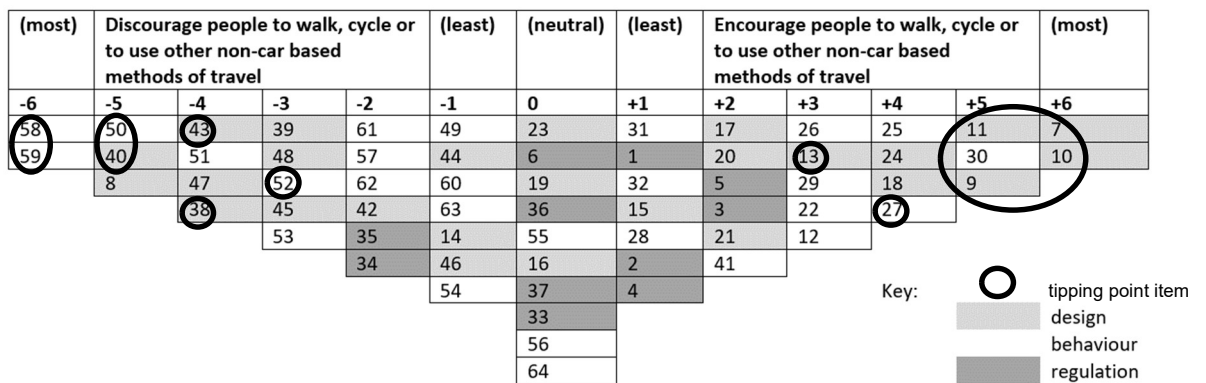 (most) Discourage people to walk, cycle or (least) (neutral) (least) Encourage people to walk, cycle or (most)
to use other non-car based to use other non-car based
methods of travel methods of travel
-6 -5 -4 -3 -2 -1 0 +1 +2 +3 +4 +5 +6
58 50 43 39 61 49 23 31 17 26 25 11 7
59 40 51 48 57 44 6 1 20 13 24 30 10
8 47 52 62 60 19 32 5 29 18 9
38 45 42 63 36 15 3 22 27
53 35 14 55 28 21 12
34 46 16 2 41
54 37 4 Key: tipping point item
33 design
56 behaviour
64 regulation